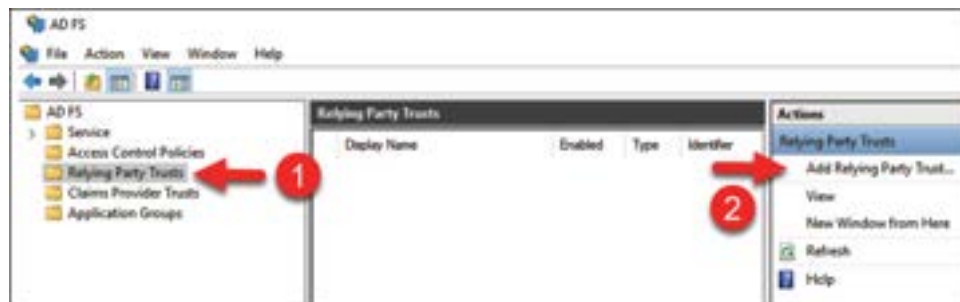 AD FS
File Action View Window Help
AD FS
Service
Access Control Policies
Relying Party Trusts
Claims Provider Trusts
Application Groups
1
Relying Party Trusts
Display Name Enabled Type Identifier
2
Actions
Relying Party Trusts
Add Relying Party Trust...
View
New Window from Here
Refresh
Help